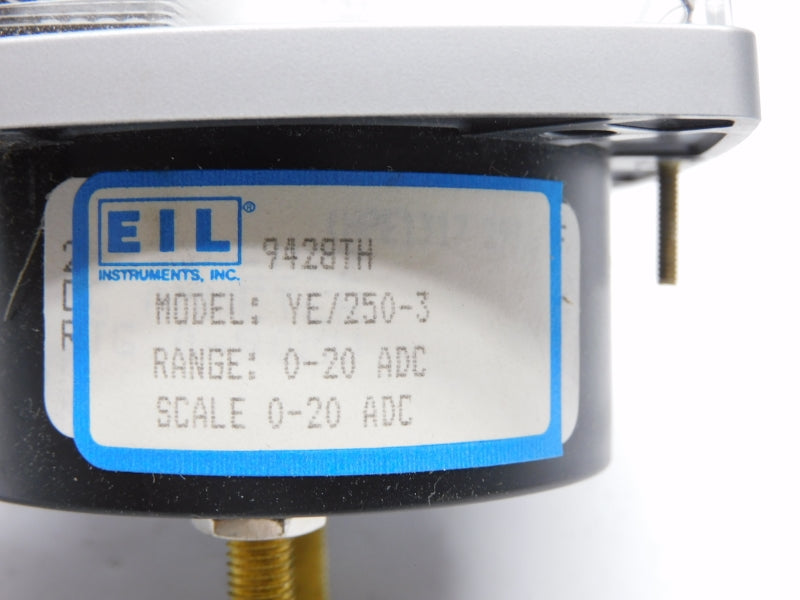 EIL®
INSTRUMENTS, INC.
9428TH
MODEL: YE/250-3
RANGE: 0-20 ADC
SCALE 0-20 ADC